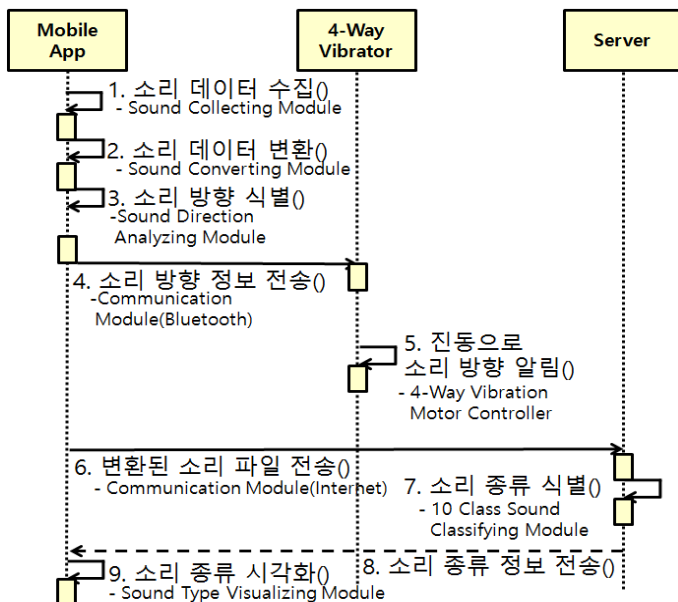 Mobile
App
4-Way
Vibrator
Server
1. 소리 데이터 수집()
- Sound Collecting Module
2. 소리 데이터 변환()
- Sound Converting Module
3. 소리 방향 식별()
-Sound Direction
Analyzing Module
4. 소리 방향 정보 전송()
-Communication
Module(Bluetooth)
5. 진동으로
소리 방향 알림()
- 4-Way Vibration
Motor Controller
6. 변환된 소리 파일 전송()
- Communication Module(Internet)
7. 소리 종류 식별()
- 10 Class Sound
Classifying Module
8. 소리 종류 정보 전송()
9. 소리 종류 시각화()
- Sound Type Visualizing Module